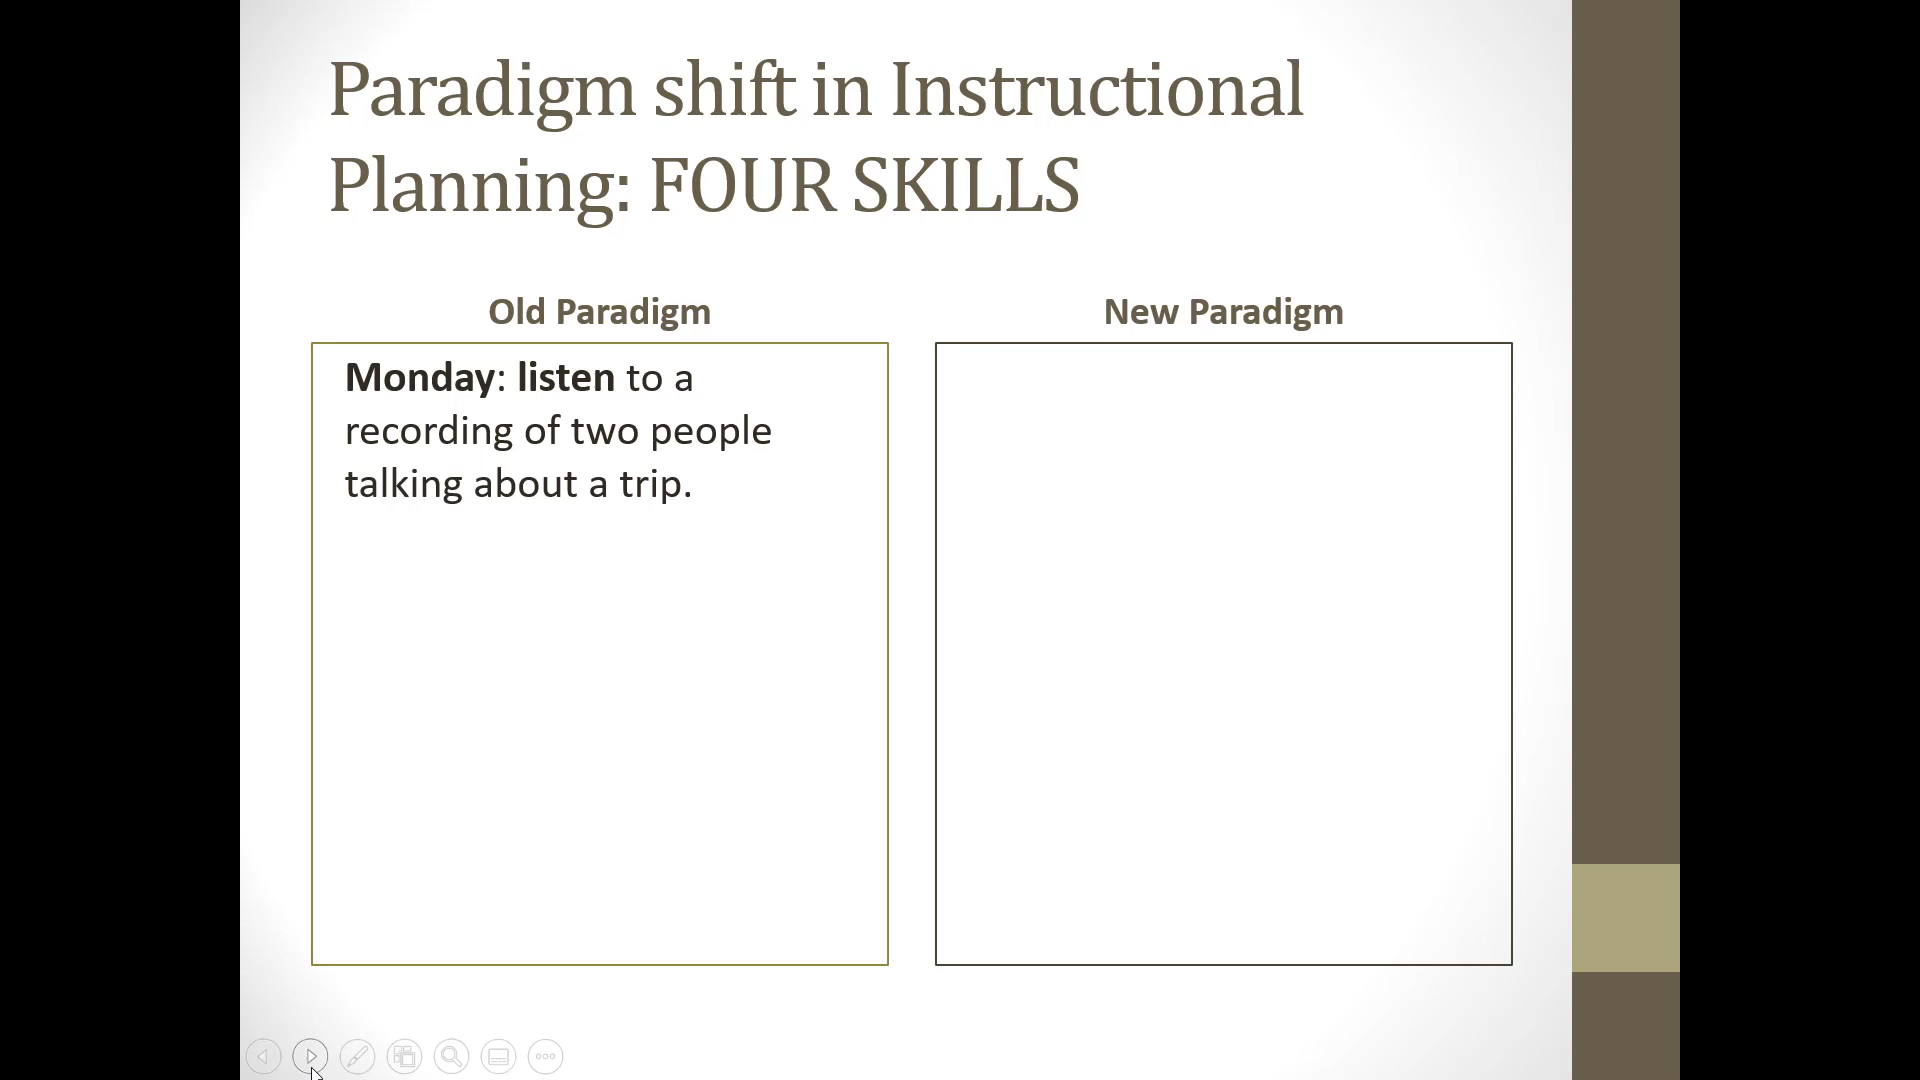 Paradigm shift in Instructional
Planning: FOUR SKILLS
Old Paradigm
Monday: listen to a
recording of two people
talking about a trip.
New Paradigm